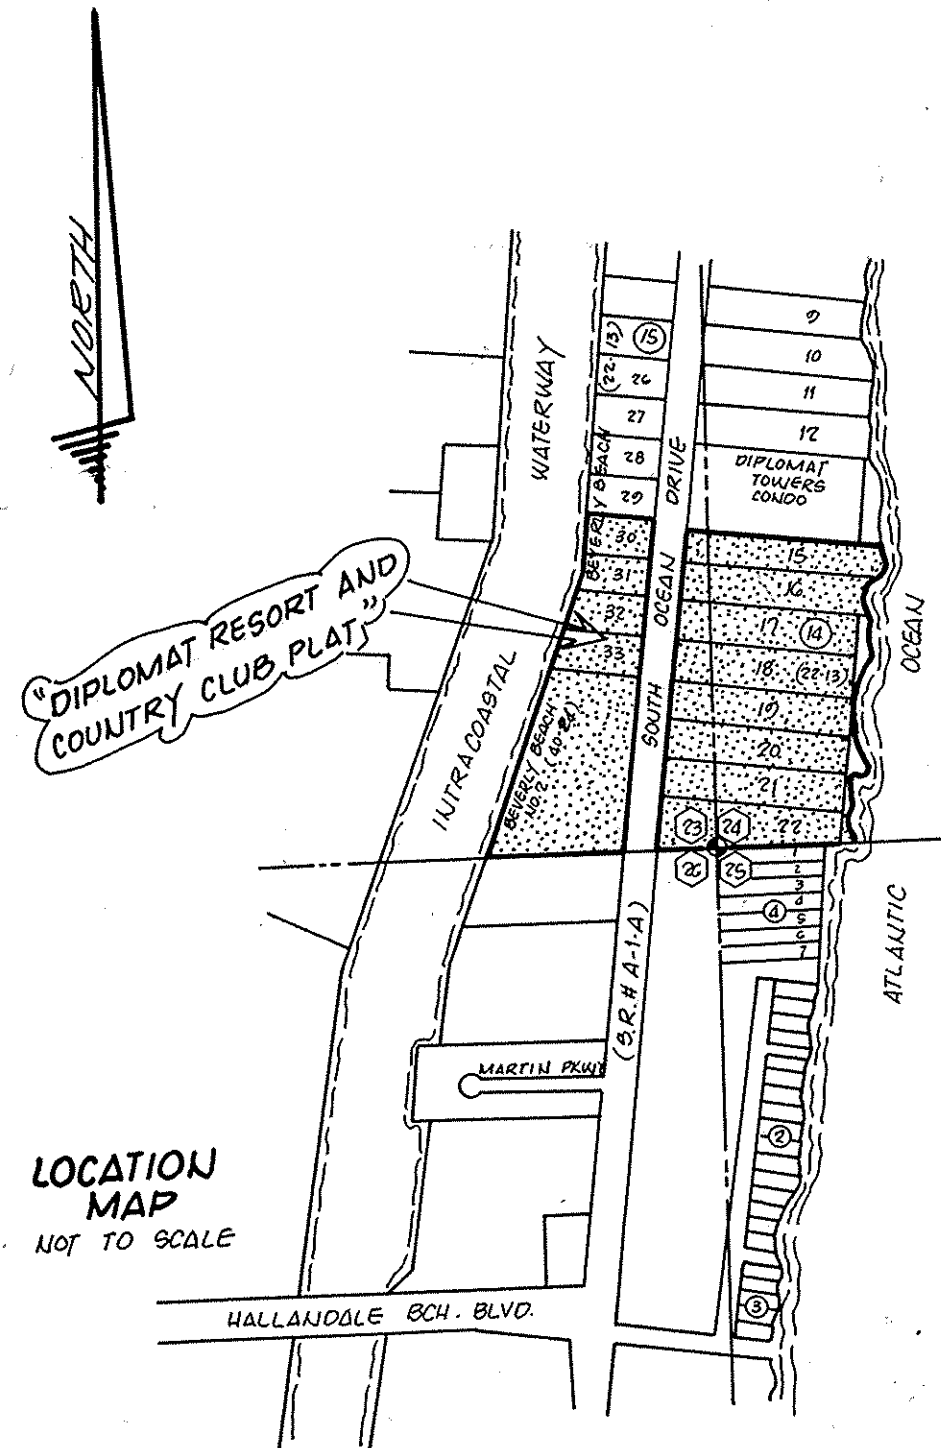 NORTH
WATERWAY
(22-13)
15
26
27
28
29
30
31
32
33
BEVERLY BEACH
9
10
11
12
DIPLOMAT
TOWERS
CONDO
SOUTH OCEAN DRIVE
15
16
17
14
18
(22-13)
19
20
21
22
"DIPLOMAT RESORT AND
COUNTRY CLUB PLAT"
INTRACOASTAL
BEVERLY BEACH
NO. 2
OCEAN
23
24
26
25
1
2
3
4
4
5
6
7
ATLANTIC
(S.R.# A-1-A)
MARTIN PKWY
2
3
LOCATION
MAP
NOT TO SCALE
HALLANDALE BCH. BLVD.